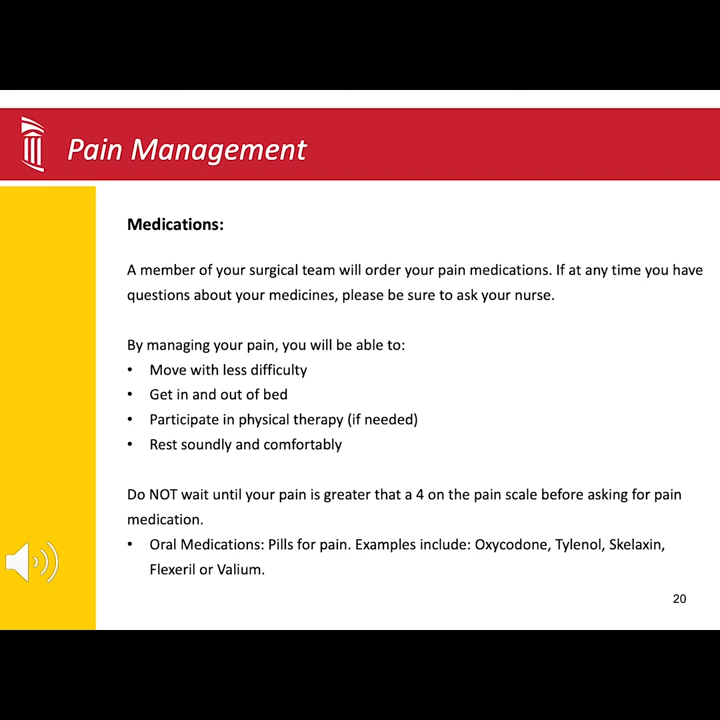 Pain Management
Medications:
A member of your surgical team will order your pain medications. If at any time you have
questions about your medicines, please be sure to ask your nurse.
By managing your pain, you will be able to:
• Move with less difficulty
• Get in and out of bed
• Participate in physical therapy (if needed)
• Rest soundly and comfortably
Do NOT wait until your pain is greater that a 4 on the pain scale before asking for pain
medication.
• Oral Medications: Pills for pain. Examples include: Oxycodone, Tylenol, Skelaxin,
Flexeril or Valium.
20